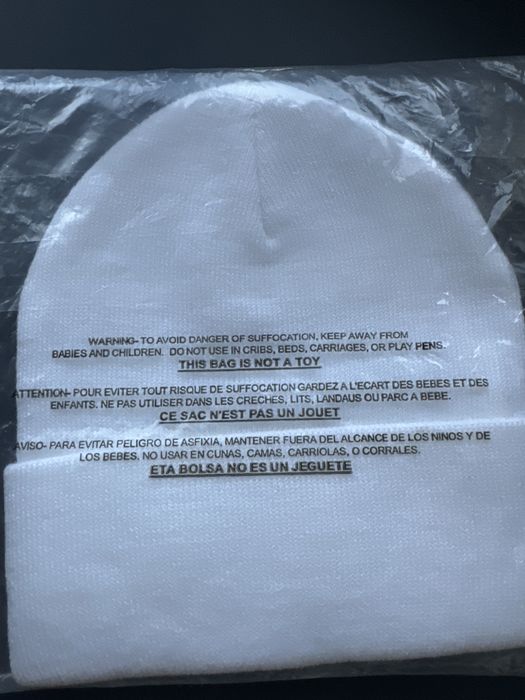 WARNING- TO AVOID DANGER OF SUFFOCATION, KEEP AWAY FROM
BABIES AND CHILDREN. DO NOT USE IN CRIBS, BEDS, CARRIAGES, OR PLAY PENS.
THIS BAG IS NOT A TOY
ATTENTION- POUR EVITER TOUT RISQUE DE SUFFOCATION GARDEZ A L'ECART DES BEBES ET DES
ENFANTS. NE PAS UTILISER DANS LES CRECHES, LITS, LANDAUS OU PARC A BEBE.
CE SAC N'EST PAS UN JOUET
AVISO- PARA EVITAR PELIGRO DE ASFIXIA, MANTENER FUERA DEL ALCANCE DE LOS NINOS Y DE
LOS BEBES. NO USAR EN CUNAS, CAMAS, CARRIOLAS, O CORRALES.
ETA BOLSA NO ES UN JEGUETE